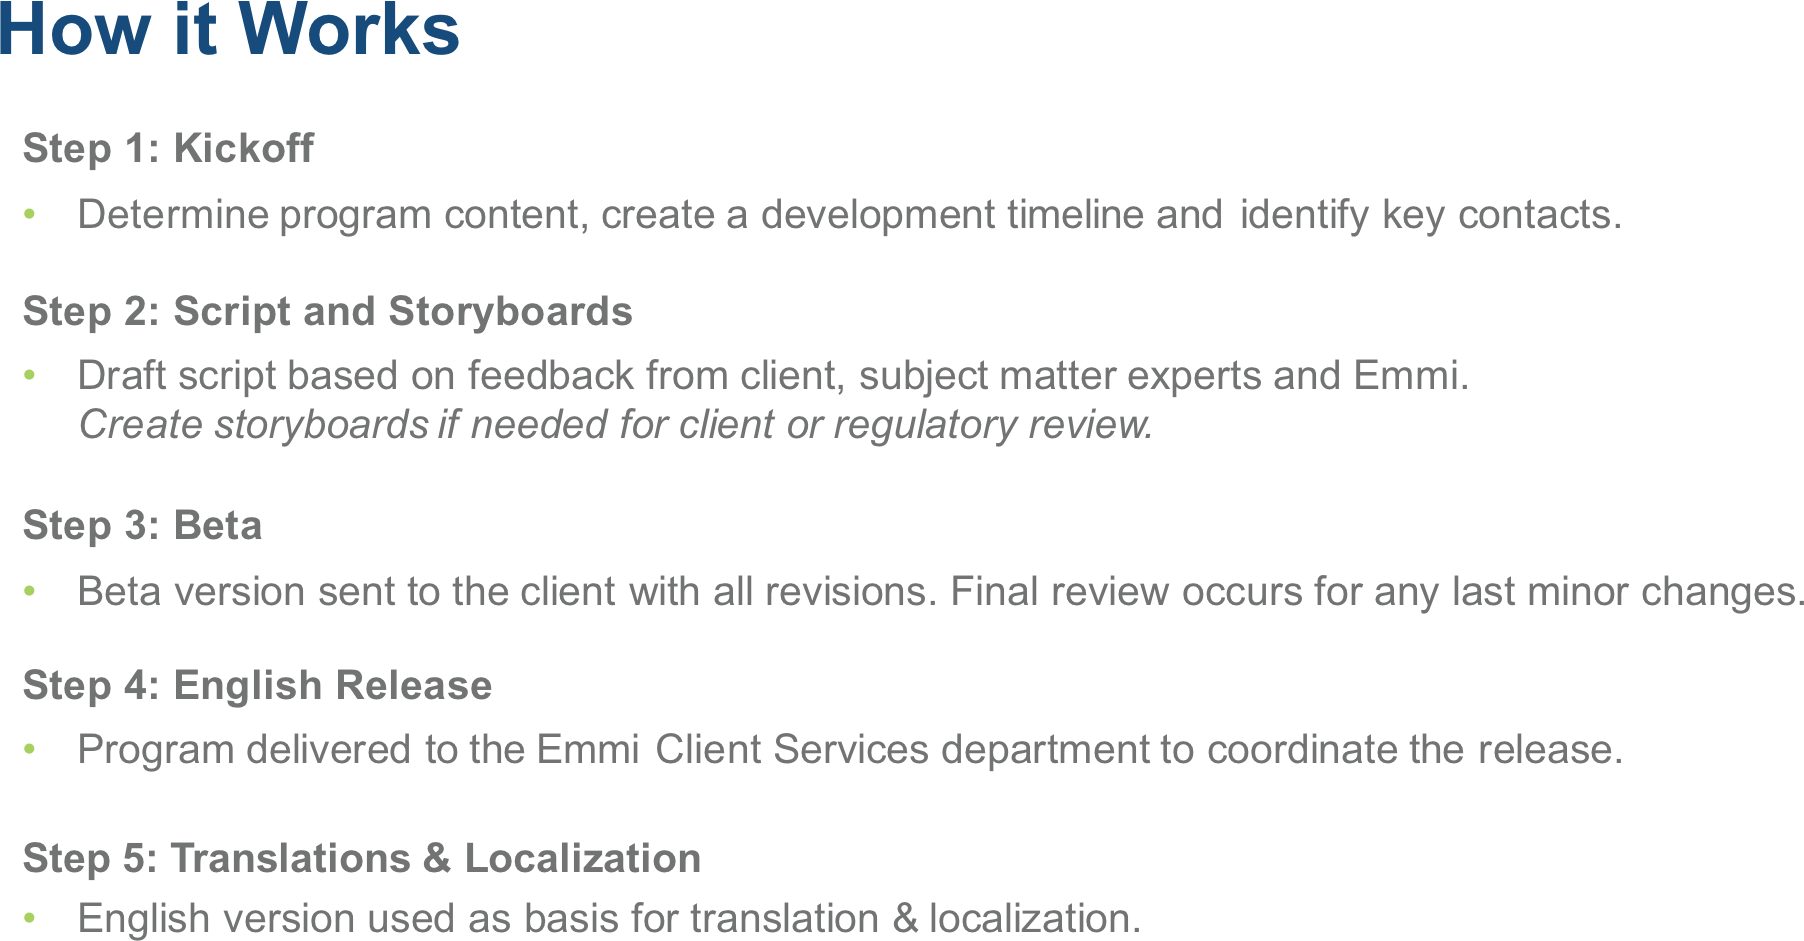 How it Works
Step 1: Kickoff
• Determine program content, create a development timeline and identify key contacts.
Step 2: Script and Storyboards
• Draft script based on feedback from client, subject matter experts and Emmi.
Create storyboards if needed for client or regulatory review.
Step 3: Beta
• Beta version sent to the client with all revisions. Final review occurs for any last minor changes.
Step 4: English Release
• Program delivered to the Emmi Client Services department to coordinate the release.
Step 5: Translations & Localization
• English version used as basis for translation & localization.